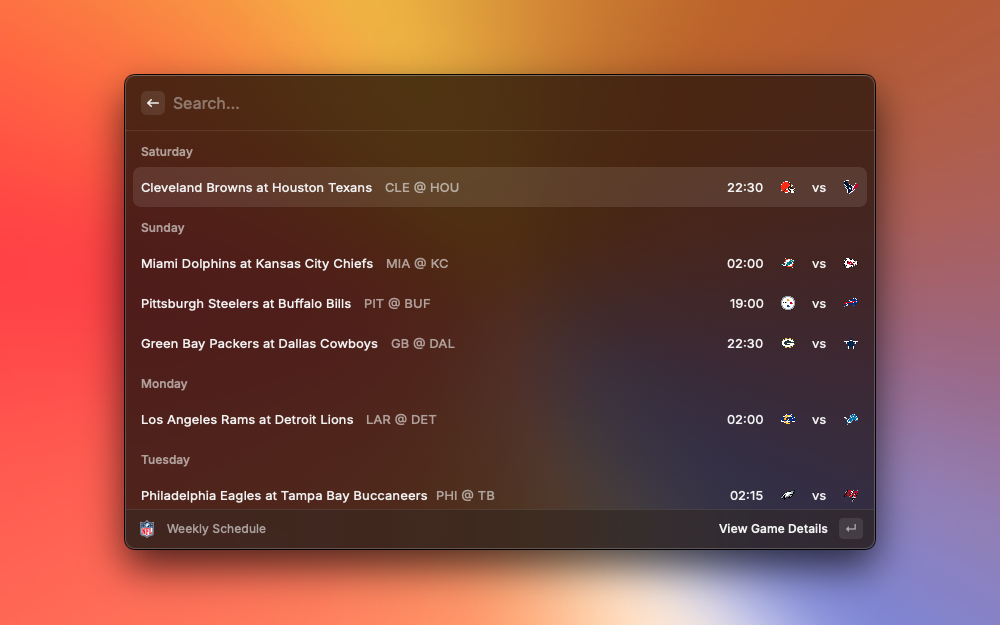 Search...
Saturday
Cleveland Browns at Houston Texans CLE @ HOU 22:30 vs
Sunday
Miami Dolphins at Kansas City Chiefs MIA @ KC 02:00 vs
Pittsburgh Steelers at Buffalo Bills PIT @ BUF 19:00 vs
Green Bay Packers at Dallas Cowboys GB @ DAL 22:30 vs
Monday
Los Angeles Rams at Detroit Lions LAR @ DET 02:00 vs
Tuesday
Philadelphia Eagles at Tampa Bay Buccaneers PHI @ TB 02:15 vs
NFL Weekly Schedule View Game Details